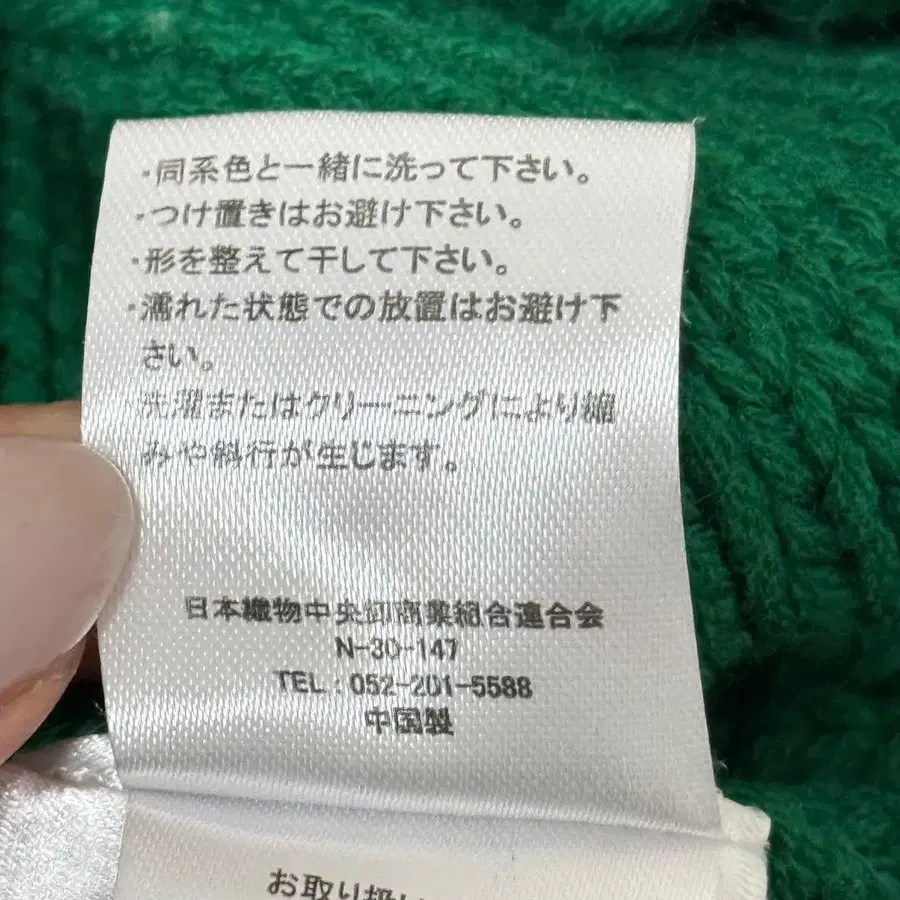 ・同系色と一緒に洗って下さい。
・つけ置きはお避け下さい。
・形を整えて干して下さい。
・濡れた状態での放置はお避け下
さい。
洗濯またはクリーニングにより縮
みや斜行が生じます。
日本織物中央卸商業組合連合会
N-30-147
TEL : 052-201-5588
中国製
お取り扱い